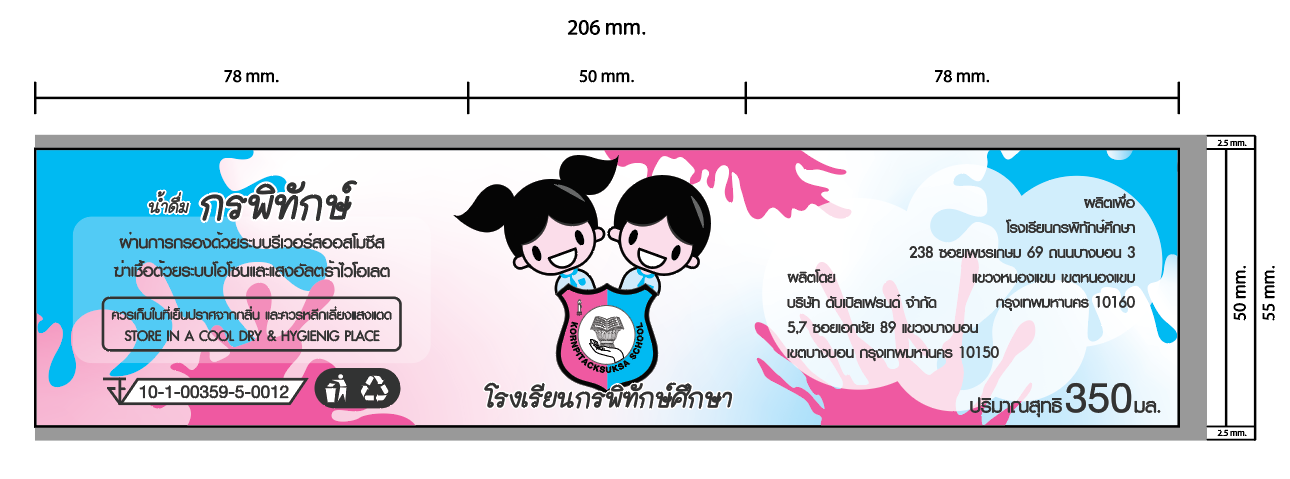 206 mm.
78 mm.
50 mm.
78 mm.
2.5 mm.
50 mm.
55 mm.
2.5 mm.
น้ำดื่ม กรพิทักษ์
ผ่านการกรองด้วยระบบรีเวอร์สออสโมซีส
ฆ่าเชื้อด้วยระบบโอโซนและแสงอัลตร้าไวโอเลต
ควรเก็บในที่เย็นปราศจากกลิ่น และควรหลีกเลี่ยงแสงแดด
STORE IN A COOL DRY & HYGIENIG PLACE
10-1-00359-5-0012
KORNPITACKSUKSA SCHOOL
โรงเรียนกรพิทักษ์ศึกษา
ผลิตเพื่อ
โรงเรียนกรพิทักษ์ศึกษา
238 ซอยเพชรเกษม 69 ถนนบางบอน 3
แขวงหนองแขม เขตหนองแขม
กรุงเทพมหานคร 10160
ผลิตโดย
บริษัท ดับเบิลเฟรนด์ จำกัด
5,7 ซอยเอกชัย 89 แขวงบางบอน
เขตบางบอน กรุงเทพมหานคร 10150
ปริมาณสุทธิ 350 มล.